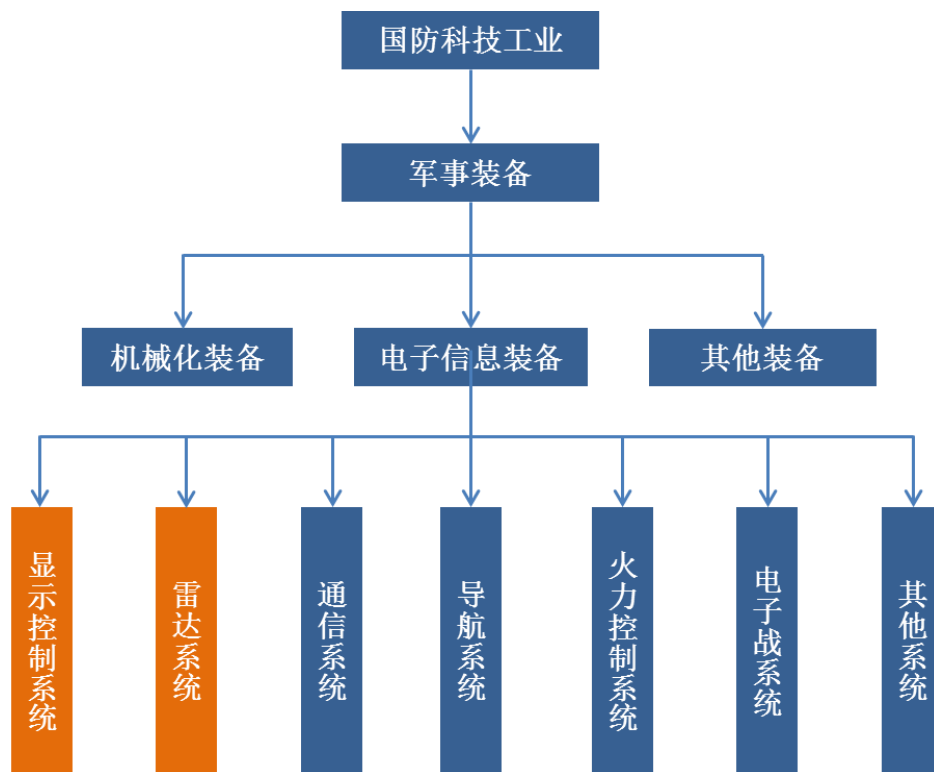 国防科技工业
军事装备
机械化装备
电子信息装备
其他装备
显示控制系统
雷达系统
通信系统
导航系统
火力控制系统
电子战系统
其他系统